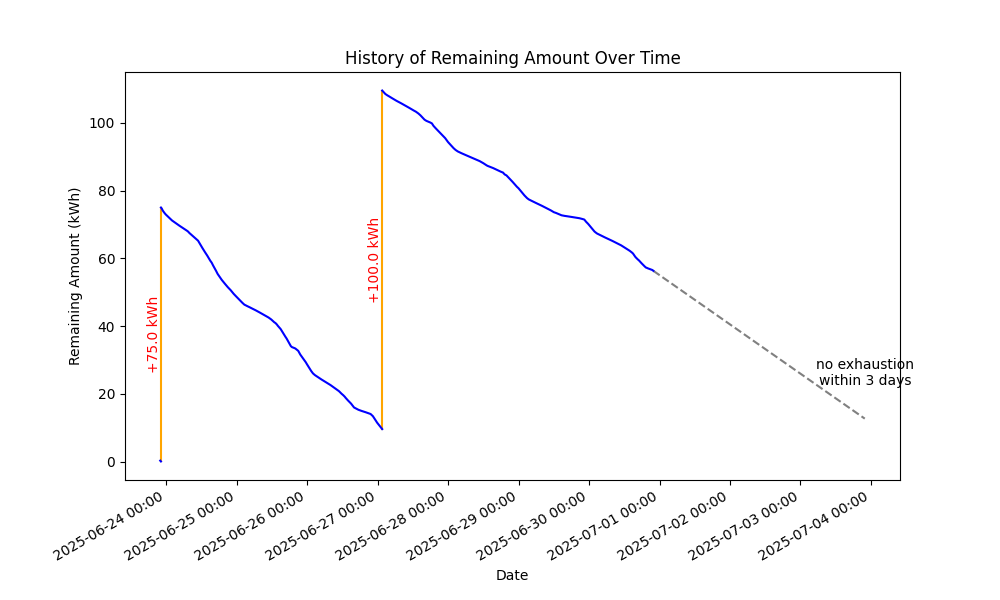 History of Remaining Amount Over Time
Remaining Amount (kWh)
100
80
60
40
20
0
+75.0 kWh
+100.0 kWh
no exhaustion
within 3 days
2025-06-24 00:00
2025-06-25 00:00
2025-06-26 00:00
2025-06-27 00:00
2025-06-28 00:00
2025-06-29 00:00
2025-06-30 00:00
2025-07-01 00:00
2025-07-02 00:00
2025-07-03 00:00
2025-07-04 00:00
Date